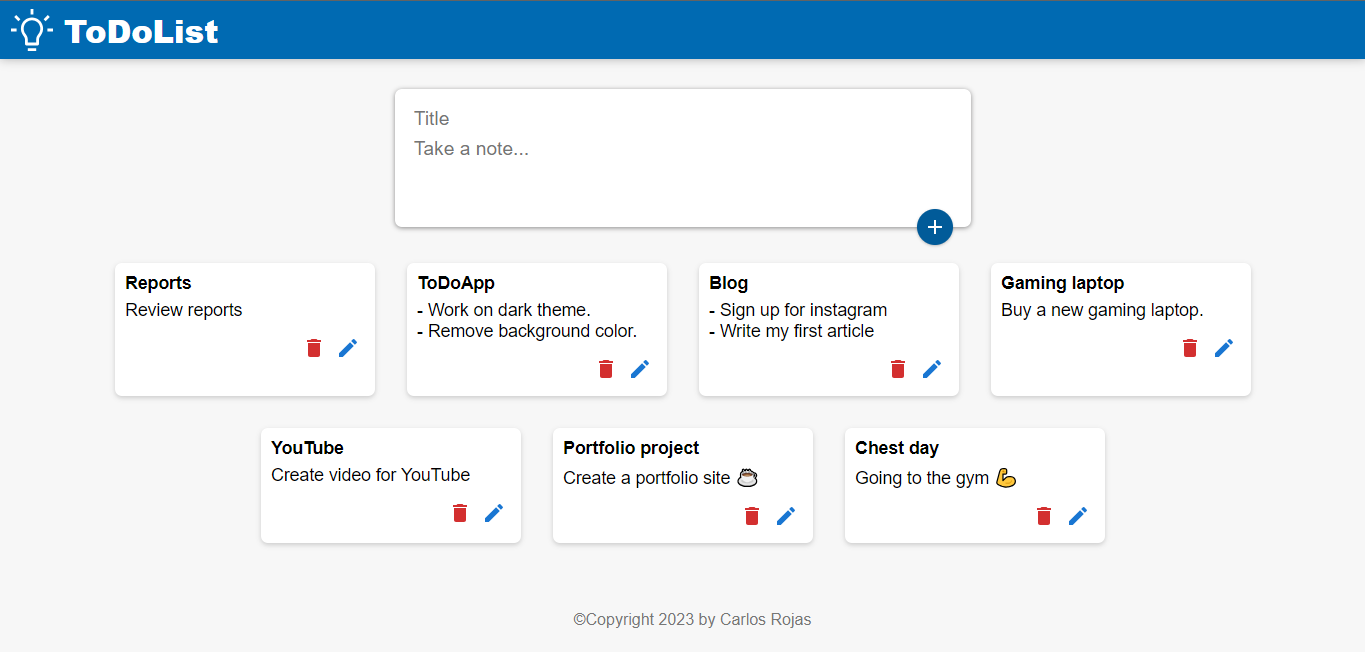 ToDoList
Title
Take a note...
Reports
Review reports
ToDoApp
- Work on dark theme.
- Remove background color.
Blog
- Sign up for instagram
- Write my first article
Gaming laptop
Buy a new gaming laptop.
YouTube
Create video for YouTube
Portfolio project
Create a portfolio site ☕
Chest day
Going to the gym 💪
©Copyright 2023 by Carlos Rojas